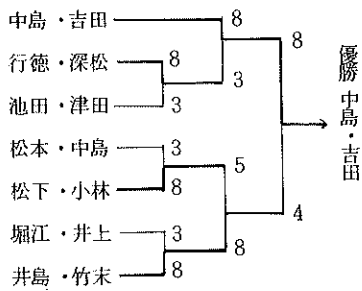 中島・吉田
8
8
行徳・深松
8
3
池田・津田
3
優勝 中島・吉田
松本・中島
3
5
松下・小林
8
4
堀江・井上
3
8
井島・竹末
8